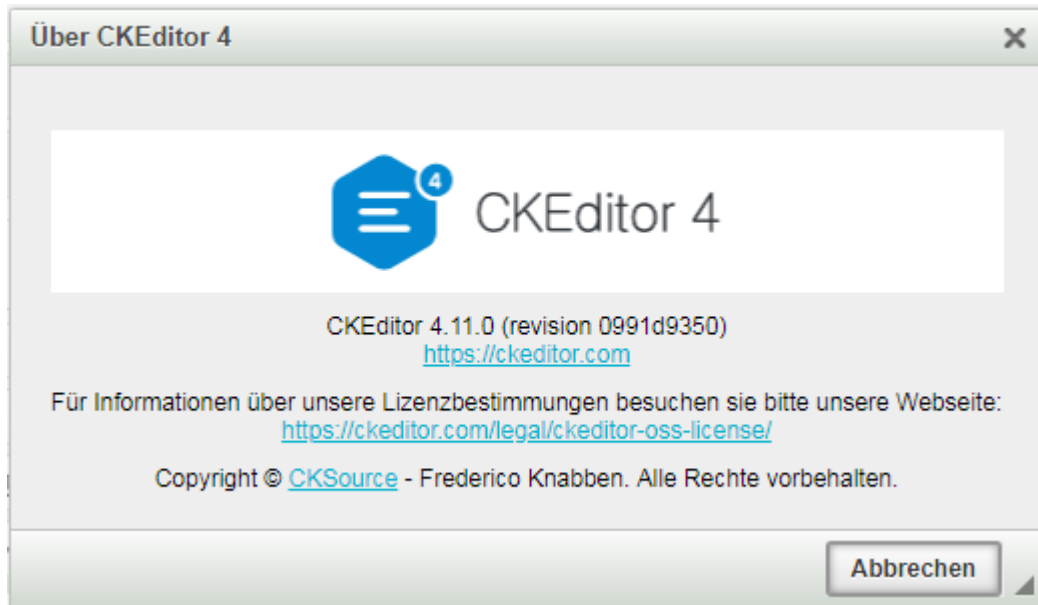 Über CKEditor 4
4
CKEditor 4
CKEditor 4.11.0 (revision 0991d9350)
https://ckeditor.com
Für Informationen über unsere Lizenzbestimmungen besuchen sie bitte unsere Webseite:
https://ckeditor.com/legal/ckeditor-oss-license/
Copyright © CKSource - Frederico Knabben. Alle Rechte vorbehalten.
Abbrechen